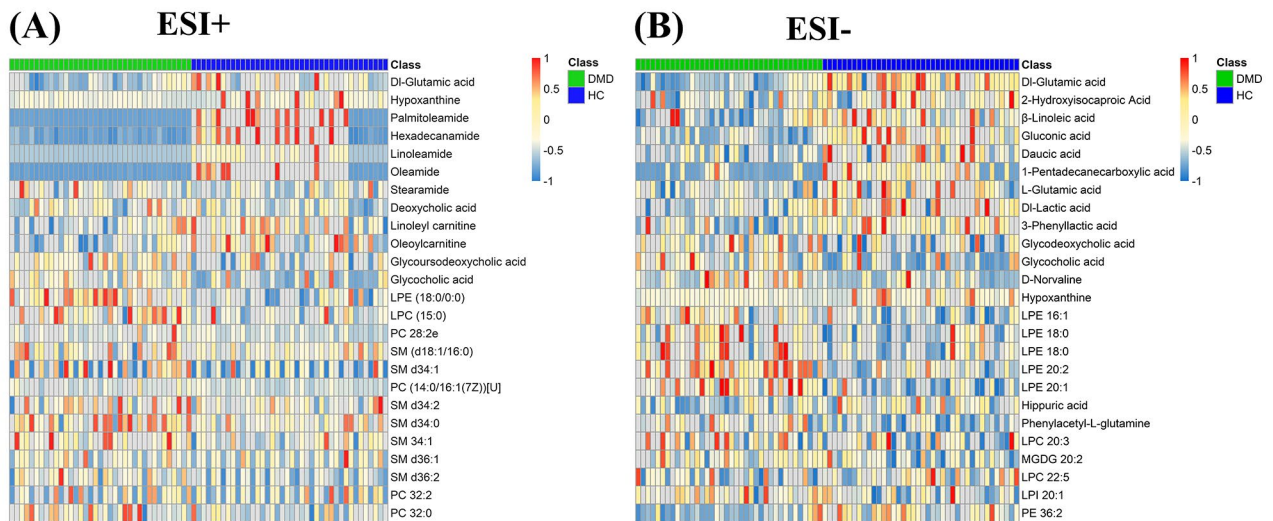 (A) ESI+
Class
Dl-Glutamic acid
Hypoxanthine
Palmitoleamide
Hexadecanamide
Linoleamide
Oleamide
Stearamide
Deoxycholic acid
Linoleyl carnitine
Oleoylcarnitine
Glycoursodeoxycholic acid
Glycocholic acid
LPE (18:0/0:0)
LPC (15:0)
PC 28:2e
SM (d18:1/16:0)
SM d34:1
PC (14:0/16:1(7Z))[U]
SM d34:2
SM d34:0
SM 34:1
SM d36:1
SM d36:2
PC 32:2
PC 32:0
1
0.5
0
-0.5
-1
Class
DMD
HC
(B) ESI-
Class
Dl-Glutamic acid
2-Hydroxyisocaproic Acid
β-Linoleic acid
Gluconic acid
Daucic acid
1-Pentadecanecarboxylic acid
L-Glutamic acid
Dl-Lactic acid
3-Phenyllactic acid
Glycodeoxycholic acid
Glycocholic acid
D-Norvaline
Hypoxanthine
LPE 16:1
LPE 18:0
LPE 18:0
LPE 20:2
LPE 20:1
Hippuric acid
Phenylacetyl-L-glutamine
LPC 20:3
MGDG 20:2
LPC 22:5
LPI 20:1
PE 36:2
1
0.5
0
-0.5
-1
Class
DMD
HC